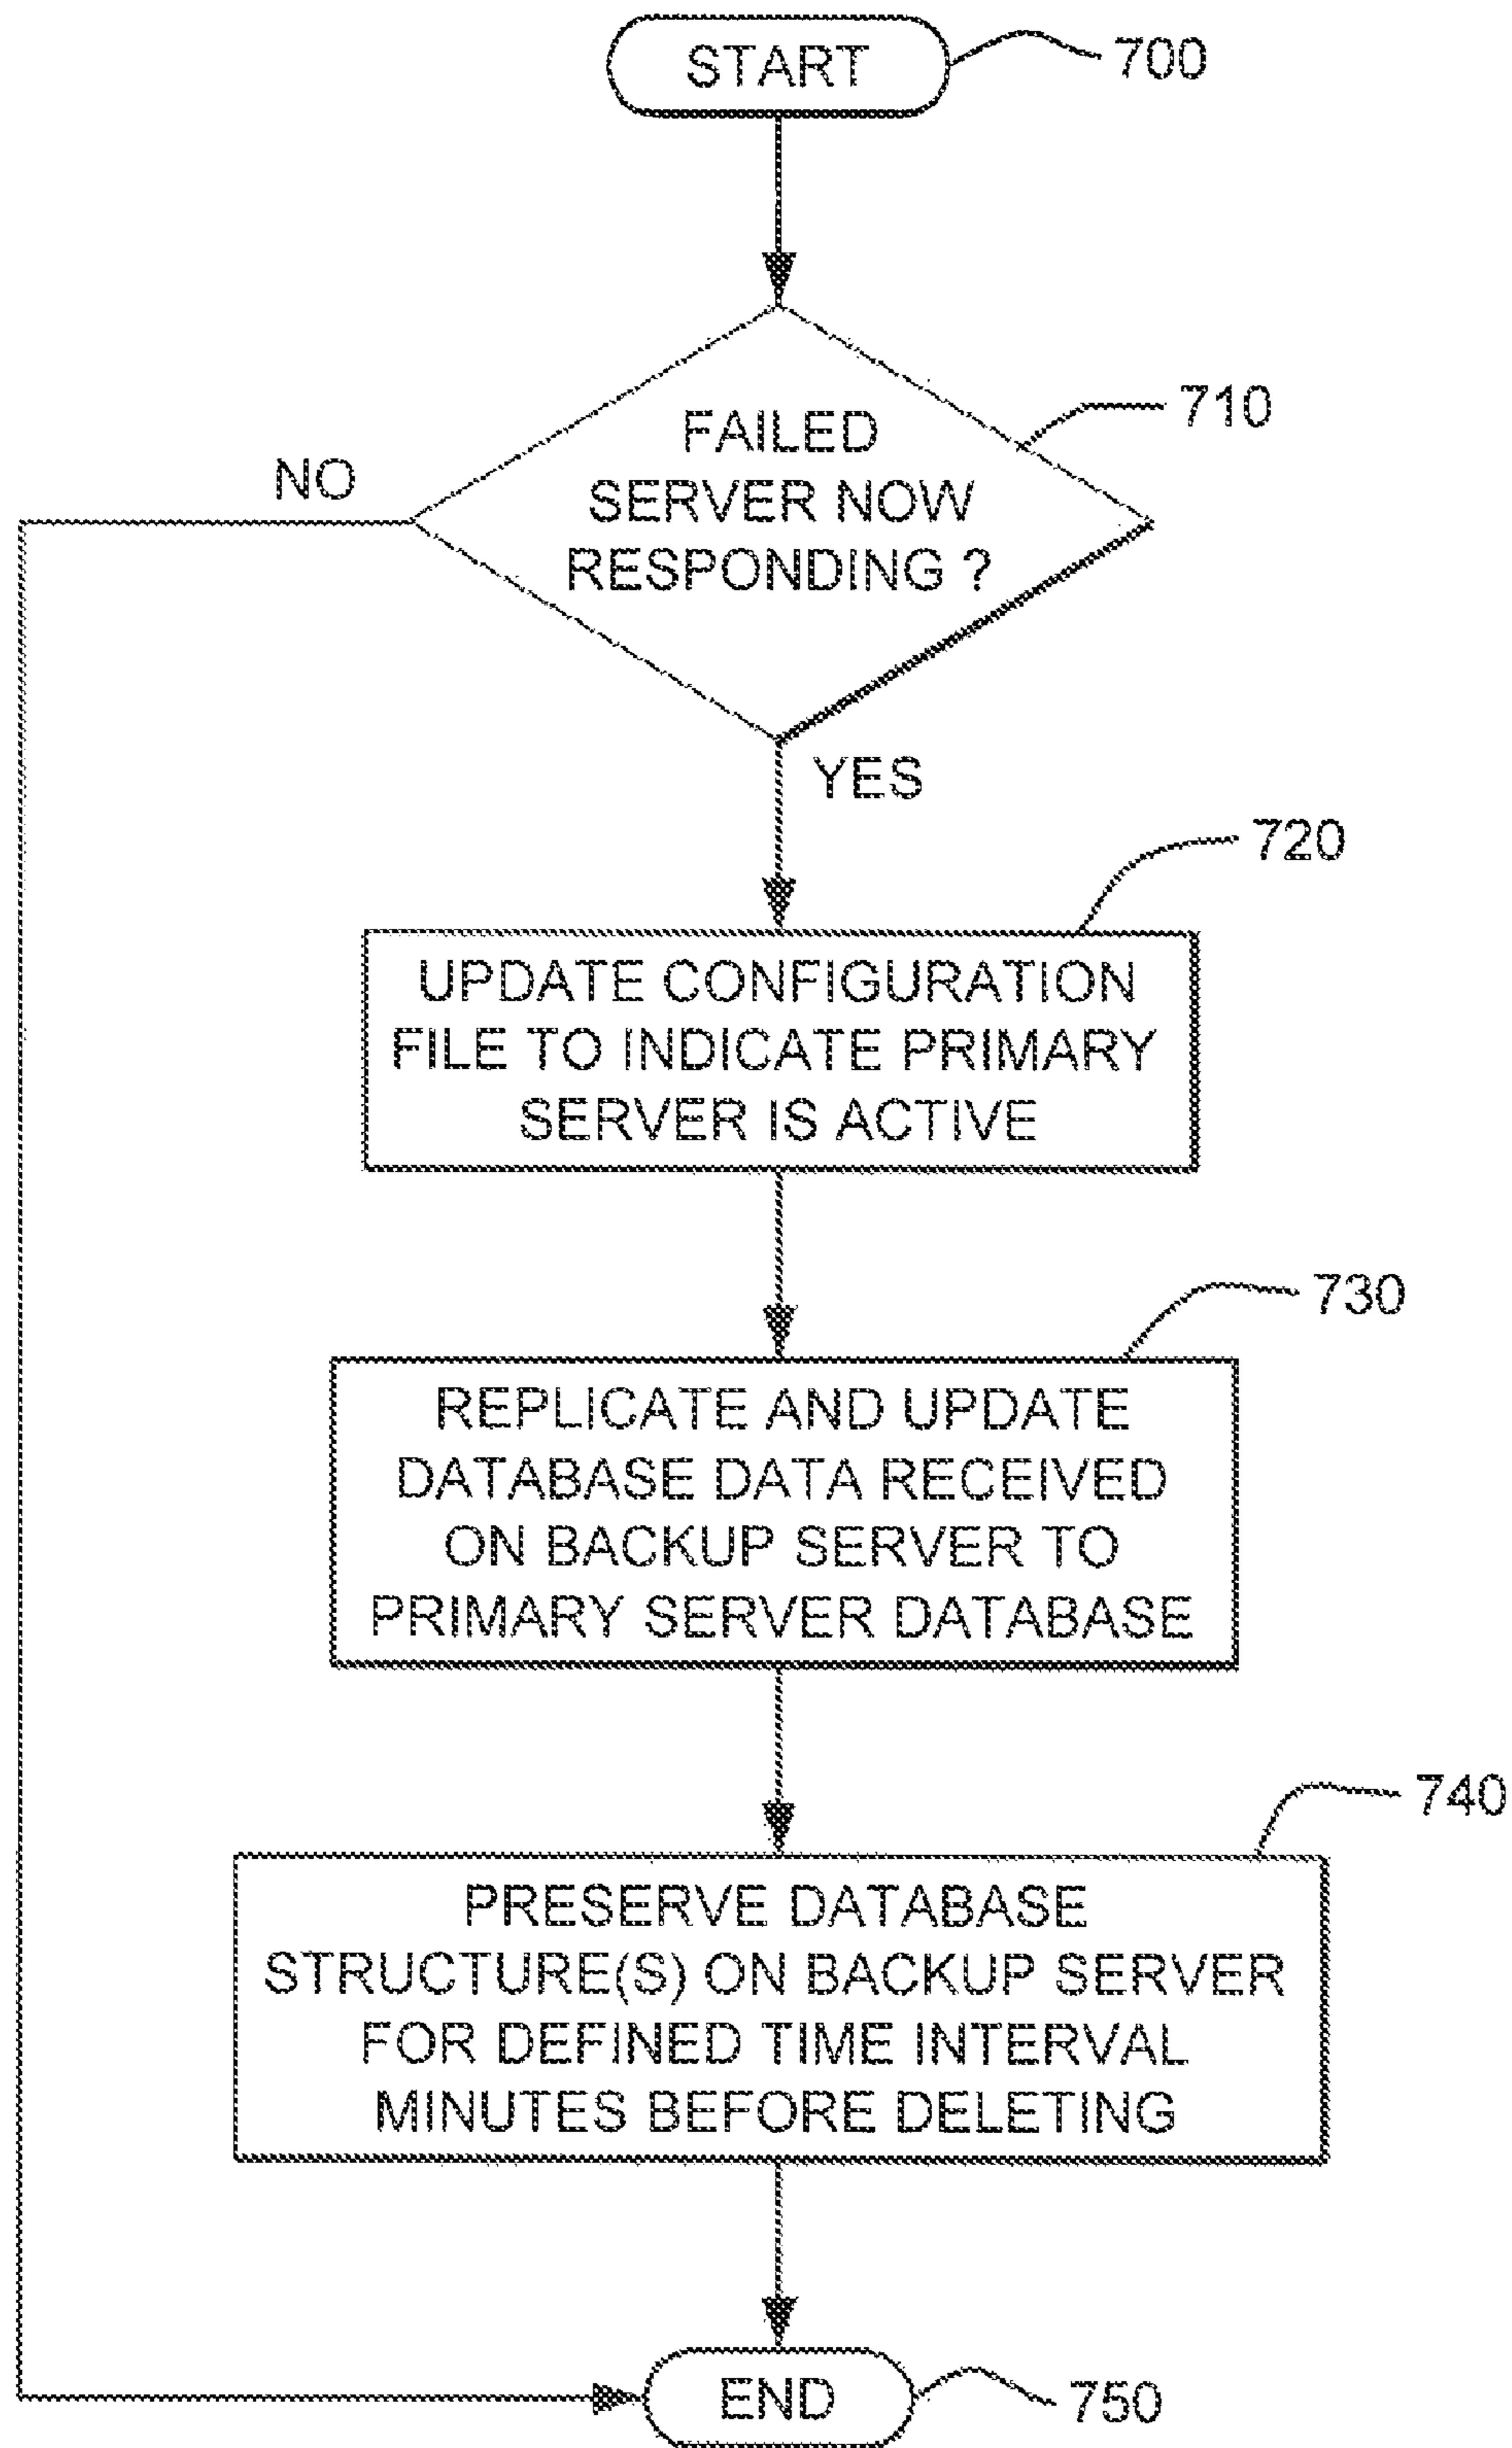 START
700
FAILED
SERVER NOW
RESPONDING ?
710
NO
YES
720
UPDATE CONFIGURATION
FILE TO INDICATE PRIMARY
SERVER IS ACTIVE
730
REPLICATE AND UPDATE
DATABASE DATA RECEIVED
ON BACKUP SERVER TO
PRIMARY SERVER DATABASE
740
PRESERVE DATABASE
STRUCTURE(S) ON BACKUP SERVER
FOR DEFINED TIME INTERVAL
MINUTES BEFORE DELETING
END
750